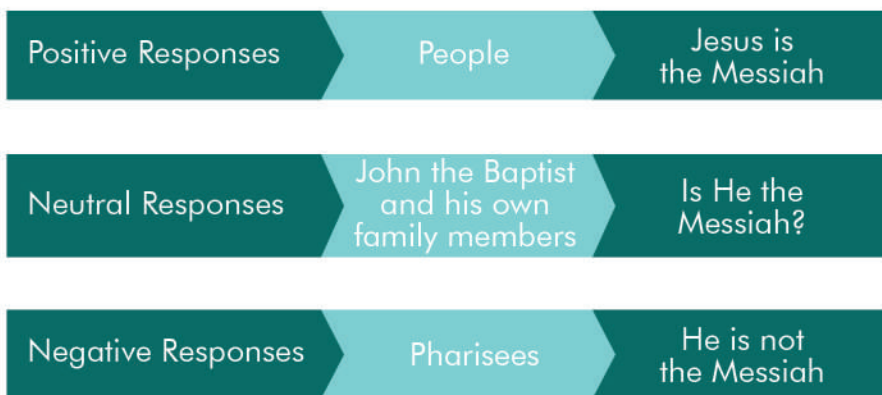 Positive Responses
People
Jesus is
the Messiah
Neutral Responses
John the Baptist
and his own
family members
Is He the
Messiah?
Negative Responses
Pharisees
He is not
the Messiah